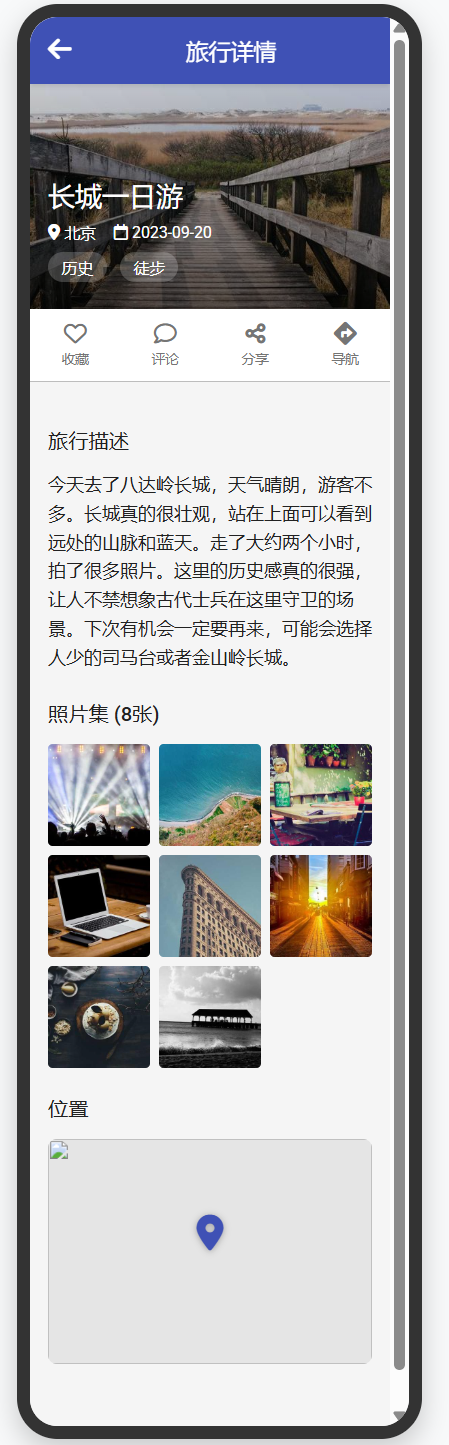 旅行详情
长城一日游
北京 2023-09-20
历史 徒步
收藏 评论 分享 导航
旅行描述
今天去了八达岭长城，天气晴朗，游客不
多。长城真的很壮观，站在上面可以看到
远处的山脉和蓝天。走了大约两个小时，
拍了很多照片。这里的历史感真的很强，
让人不禁想象古代士兵在这里守卫的场
景。下次有机会一定要再来，可能会选择
人少的司马台或者金山岭长城。
照片集 (8张)
位置